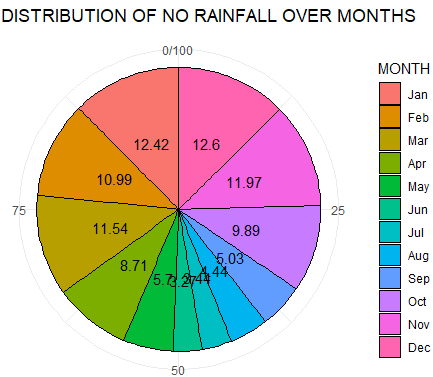 DISTRIBUTION OF NO RAINFALL OVER MONTHS
0/100
MONTH
Jan
Feb
Mar
Apr
May
Jun
Jul
Aug
Sep
Oct
Nov
Dec
12.42
12.6
10.99
11.97
11.54
9.89
8.71
5.03
75
25
50